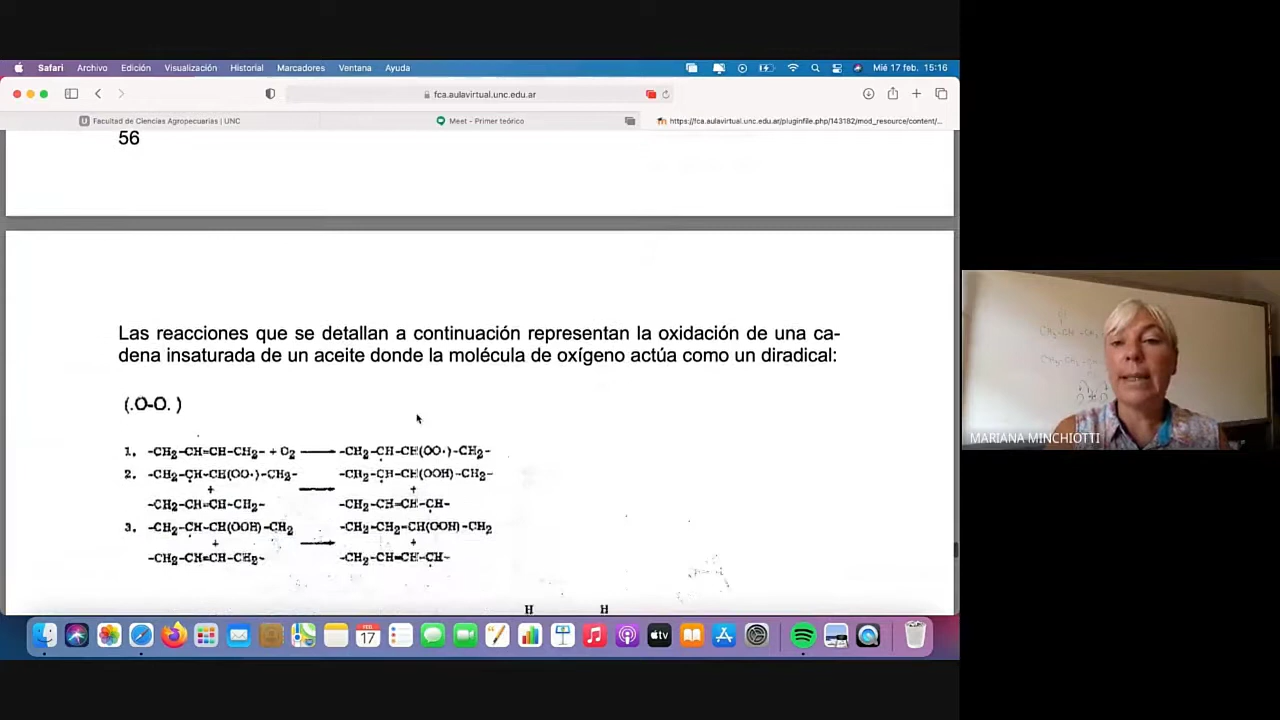 Safari Archivo Edición Visualización Historial Marcadores Ventana Ayuda Mié 17 feb. 15:16
fca.aulavirtual.unc.edu.ar
Facultad de Ciencias Agropecuarias | UNC Meet - Primer teórico https://fca.aulavirtual.unc.edu.ar/pluginfile.php/143182/mod_resource/content/...
56
Las reacciones que se detallan a continuación representan la oxidación de una ca-
dena insaturada de un aceite donde la molécula de oxígeno actúa como un diradical:
(.O-O. )
1. -CH2-CH=CH-CH2- + O2 → -CH2-CH-CH(OO·)-CH2-
2. -CH2-CH-CH(OO·)-CH2- → -CH2-CH-CH(OOH)-CH2-
+ +
-CH2-CH=CH-CH2- -CH2-CH=CH-CH-
3. -CH2-CH-CH(OOH)-CH2 → -CH2-CH2-CH(OOH)-CH2
+ +
-CH2-CH=CH-CH2- -CH2-CH=CH-CH-
H H
MARIANA MINCHIOTTI
FEB.
17
tv